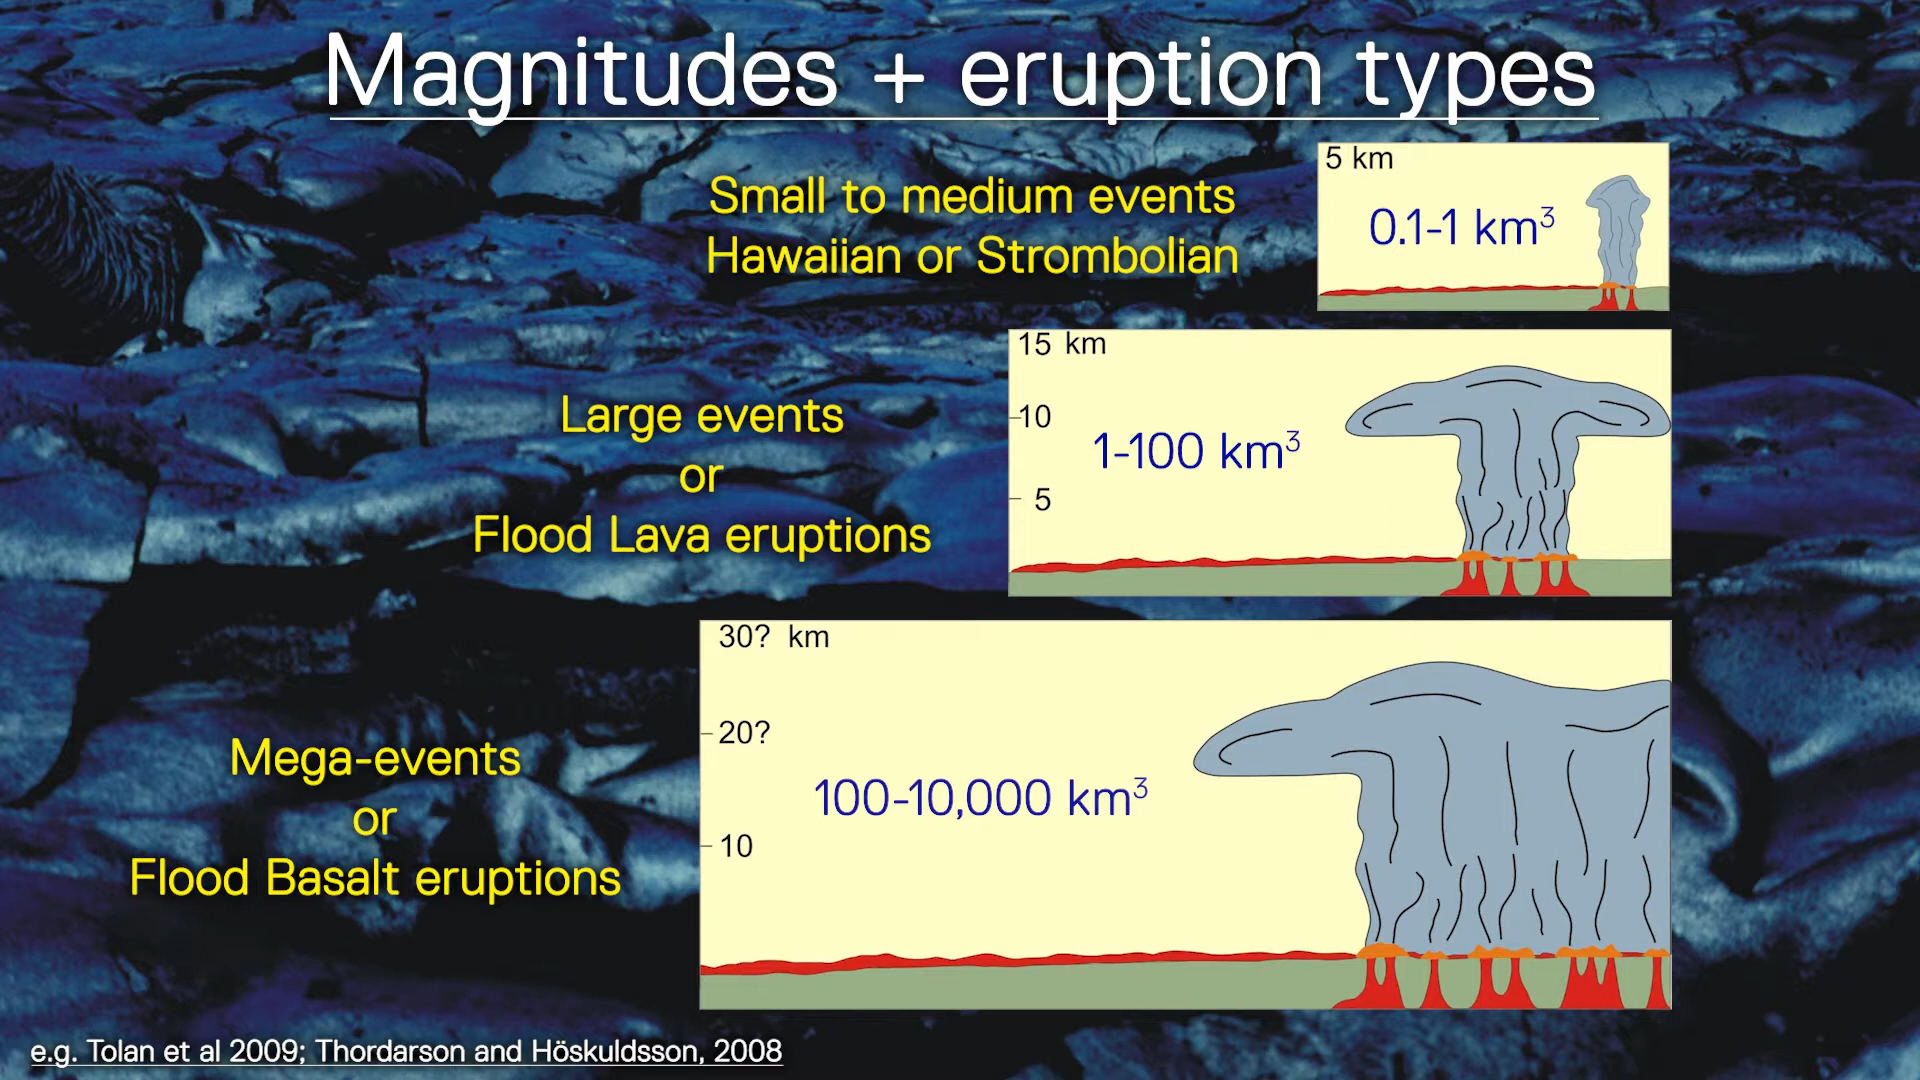 Magnitudes + eruption types
Small to medium events
Hawaiian or Strombolian
5 km
0.1-1 km³
Large events
or
Flood Lava eruptions
15 km
10
1-100 km³
5
Mega-events
or
Flood Basalt eruptions
30? km
20?
100-10,000 km³
10
e.g. Tolan et al 2009; Thordarson and Höskuldsson, 2008